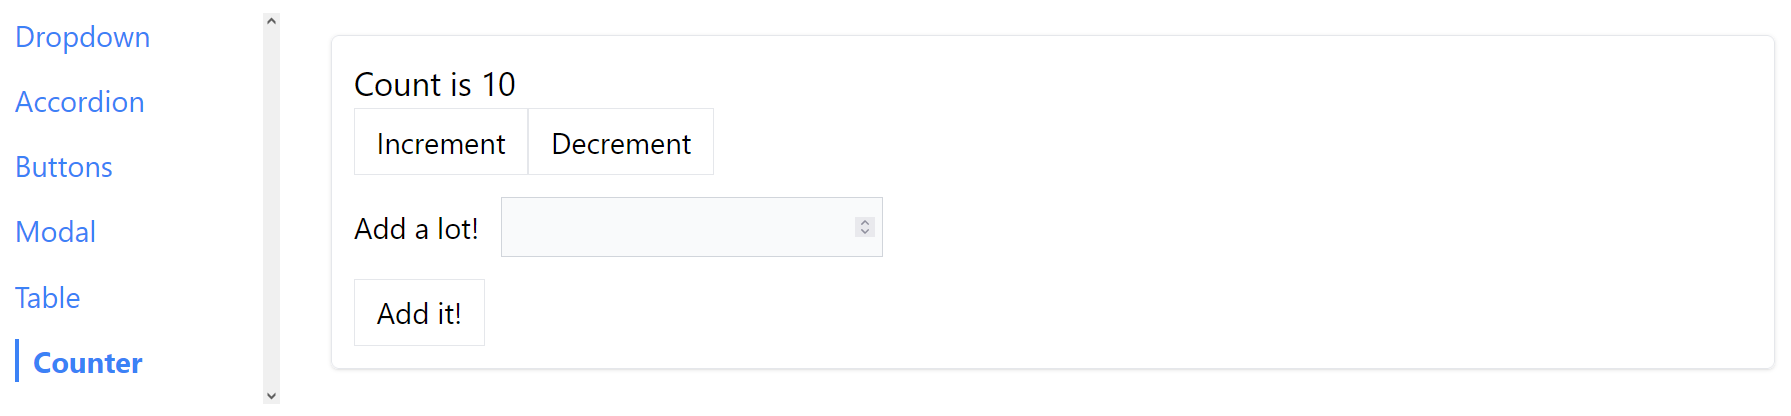 Dropdown
Accordion
Buttons
Modal
Table
Counter
Count is 10
Increment Decrement
Add a lot!
Add it!